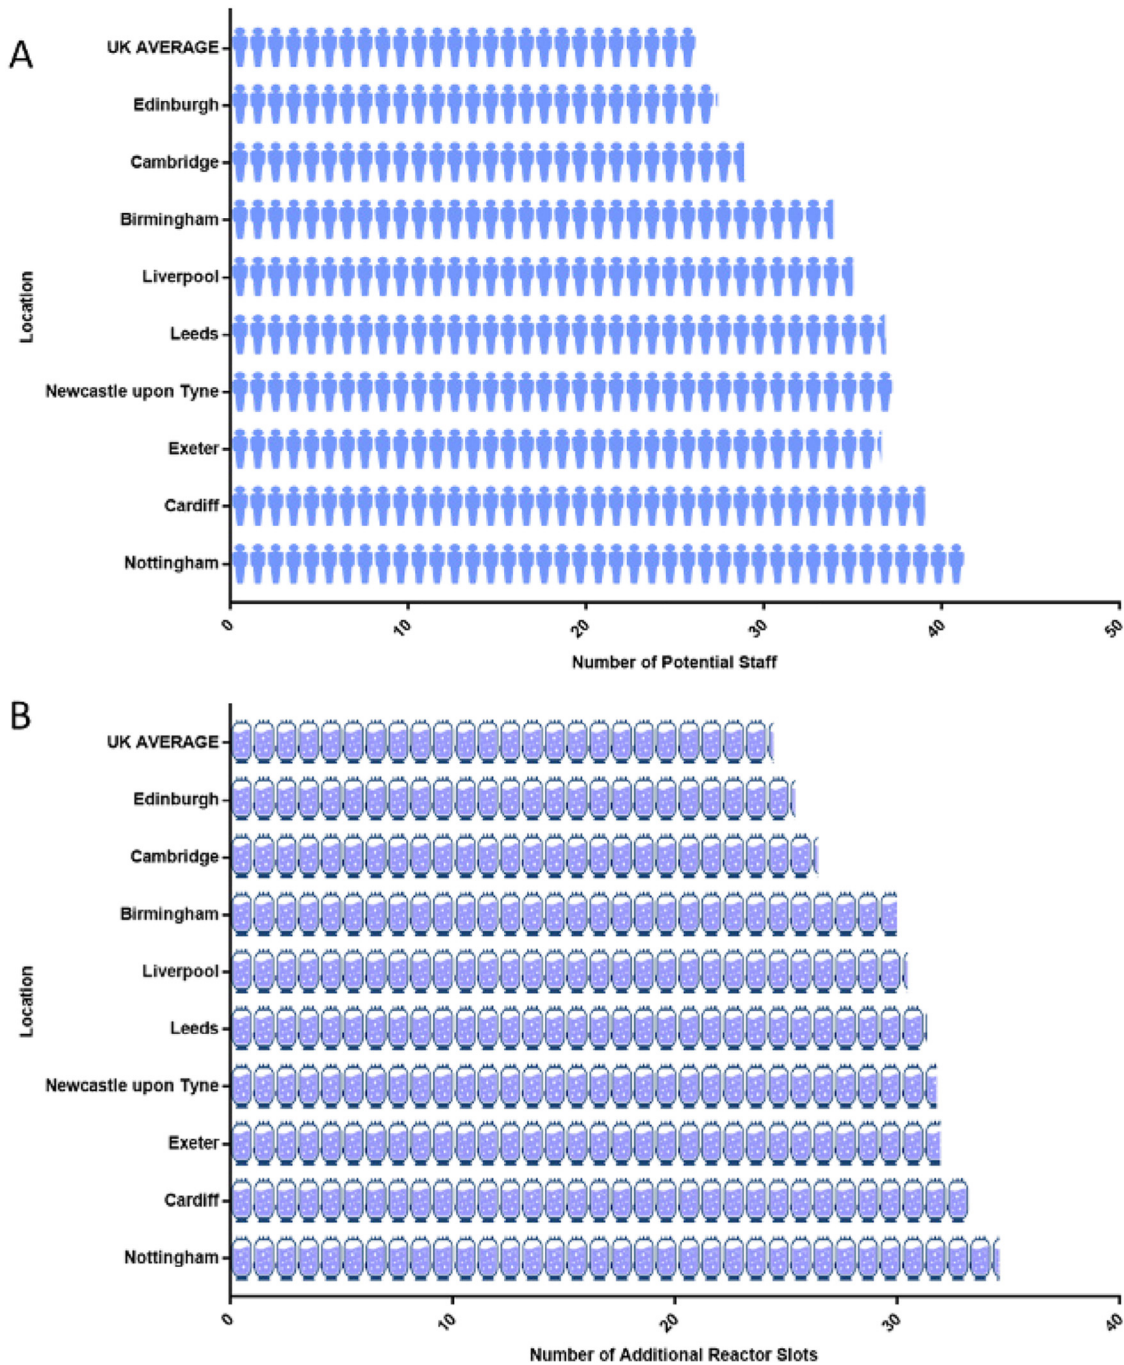 A
UK AVERAGE
Edinburgh
Cambridge
Birmingham
Liverpool
Leeds
Newcastle upon Tyne
Exeter
Cardiff
Nottingham
Location
0 10 20 30 40 50
Number of Potential Staff
B
UK AVERAGE
Edinburgh
Cambridge
Birmingham
Liverpool
Leeds
Newcastle upon Tyne
Exeter
Cardiff
Nottingham
Location
0 10 20 30 40
Number of Additional Reactor Slots